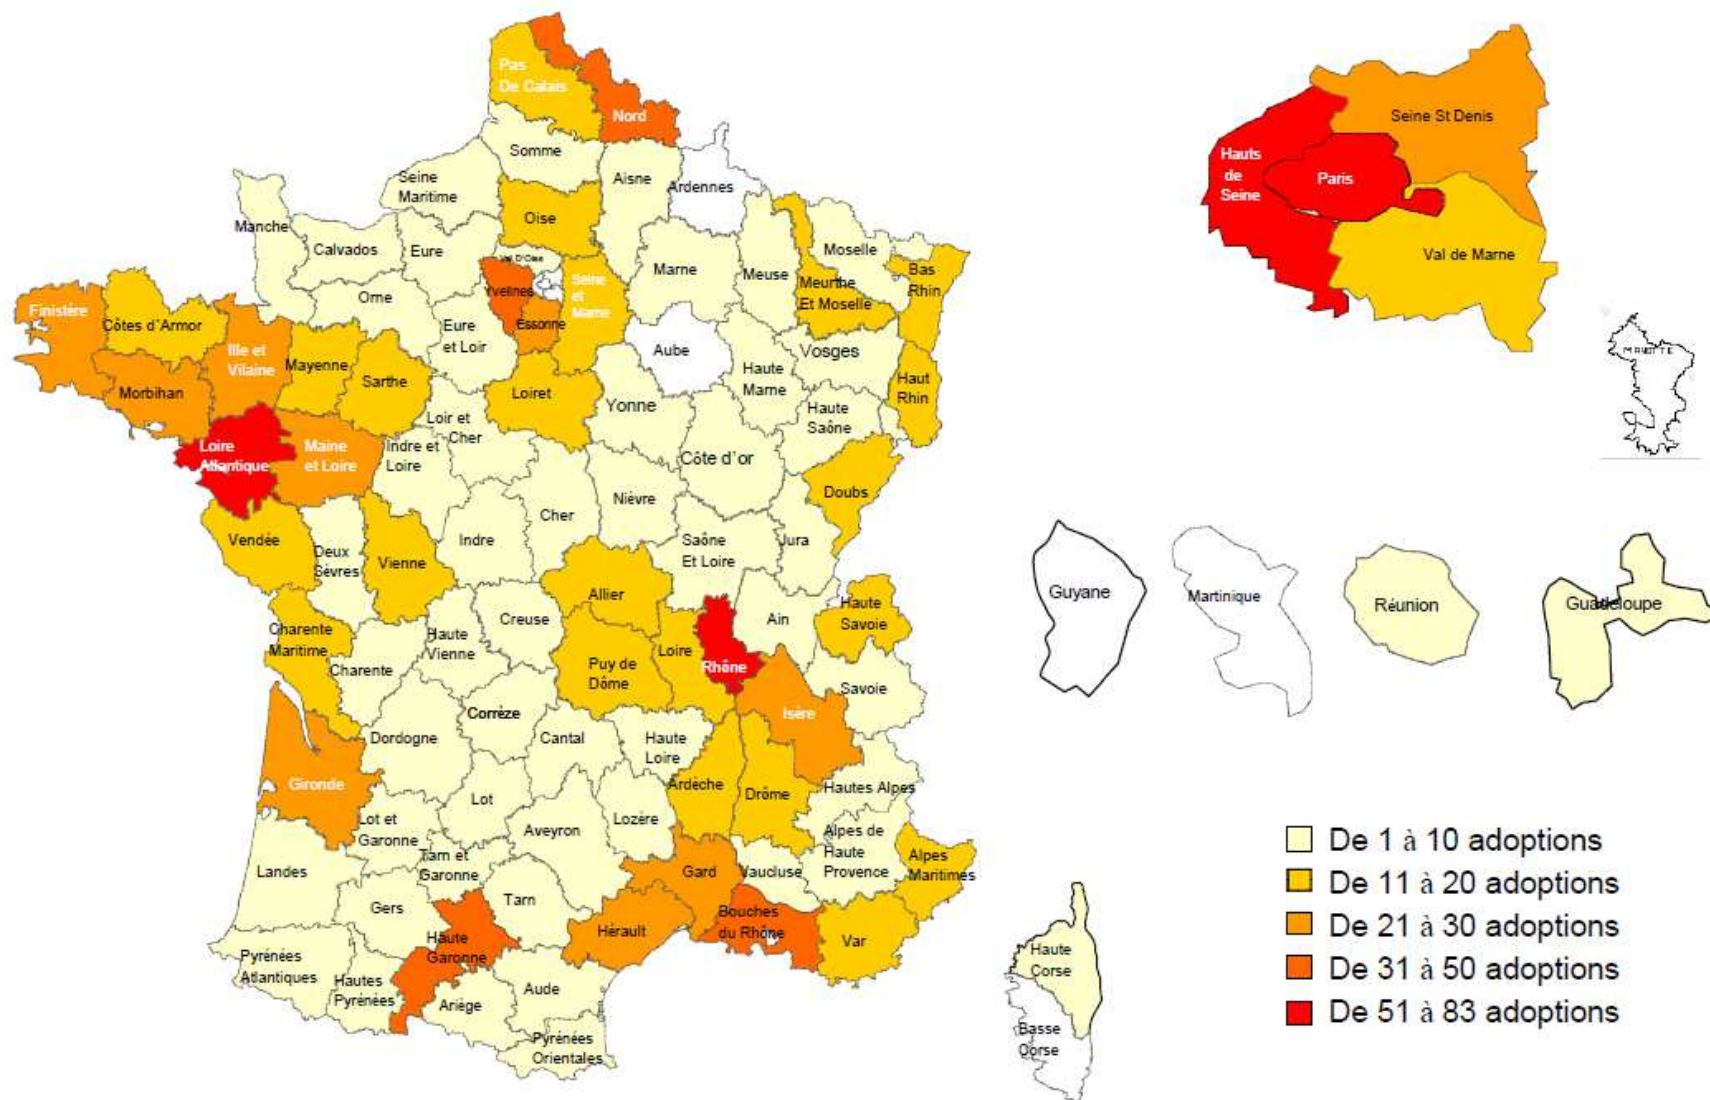 Pas
De Calais
Nord
Somme
Seine
Maritime
Aisne
Ardennes
Oise
Manche
Calvados
Eure
Val D'Oise
Seine
et
Marne
Marne
Meuse
Moselle
Meurthe
Et Moselle
Bas
Rhin
Orne
Yvelines
Essonne
Finistére
Côtes d'Armor
Ille et
Vilaine
Mayenne
Sarthe
Eure
et Loir
Aube
Vosges
Haute
Marne
Haut
Rhin
Morbihan
Loiret
Yonne
Haute
Saône
Loir et
Cher
Loire
Atlantique
Maine
et Loire
Indre et
Loire
Côte d'or
Nièvre
Doubs
Cher
Vendée
Deux
Sèvres
Vienne
Indre
Saône
Et Loire
Jura
Allier
Creuse
Ain
Haute
Savoie
Charente
Maritime
Haute
Vienne
Charente
Puy de
Dôme
Loire
Rhône
Savoie
Isère
Corrèze
Dordogne
Cantal
Haute
Loire
Gironde
Ardèche
Drôme
Hautes Alpes
Lot
Lot et
Garonne
Aveyron
Lozère
Alpes de
Haute
Provence
Alpes
Maritimes
Landes
Tarn et
Garonne
Gard
Vaucluse
Gers
Tarn
Hérault
Bouches
du Rhône
Var
Haute
Garonne
Pyrénées
Atlantiques
Hautes
Pyrénées
Ariège
Aude
Pyrénées
Orientales
Haute
Corse
Basse
Corse
Seine St Denis
Hauts
de
Seine
Paris
Val de Marne
MAYOTTE
Guyane
Martinique
Réunion
Guadeloupe
De 1 à 10 adoptions
De 11 à 20 adoptions
De 21 à 30 adoptions
De 31 à 50 adoptions
De 51 à 83 adoptions